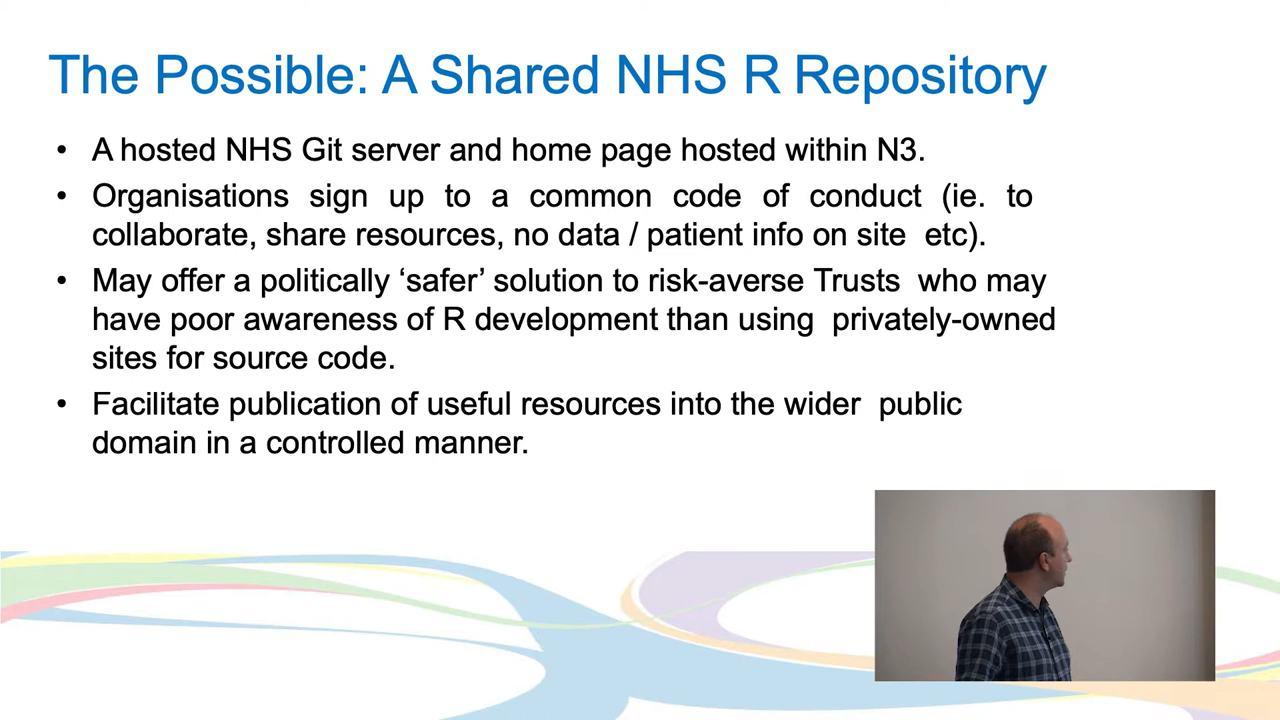 The Possible: A Shared NHS R Repository
• A hosted NHS Git server and home page hosted within N3.
• Organisations sign up to a common code of conduct (ie. to
collaborate, share resources, no data / patient info on site etc).
• May offer a politically ‘safer’ solution to risk-averse Trusts who may
have poor awareness of R development than using privately-owned
sites for source code.
• Facilitate publication of useful resources into the wider public
domain in a controlled manner.